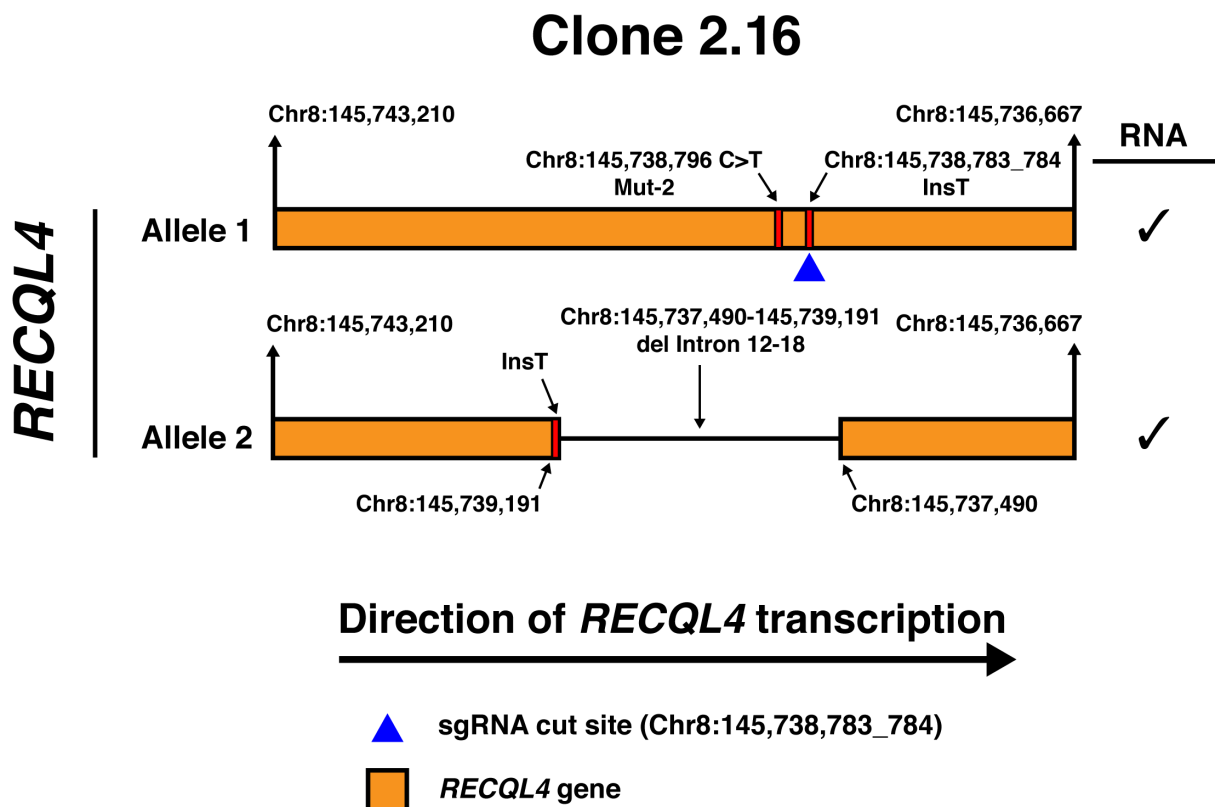 Clone 2.16
Chr8:145,743,210
Chr8:145,736,667
RNA
Chr8:145,738,796 C>T
Mut-2
Chr8:145,738,783_784
InsT
RECQL4
Allele 1
✓
Chr8:145,743,210
Chr8:145,737,490-145,739,191
del Intron 12-18
Chr8:145,736,667
InsT
Allele 2
✓
Chr8:145,739,191
Chr8:145,737,490
Direction of RECQL4 transcription
sgRNA cut site (Chr8:145,738,783_784)
RECQL4 gene